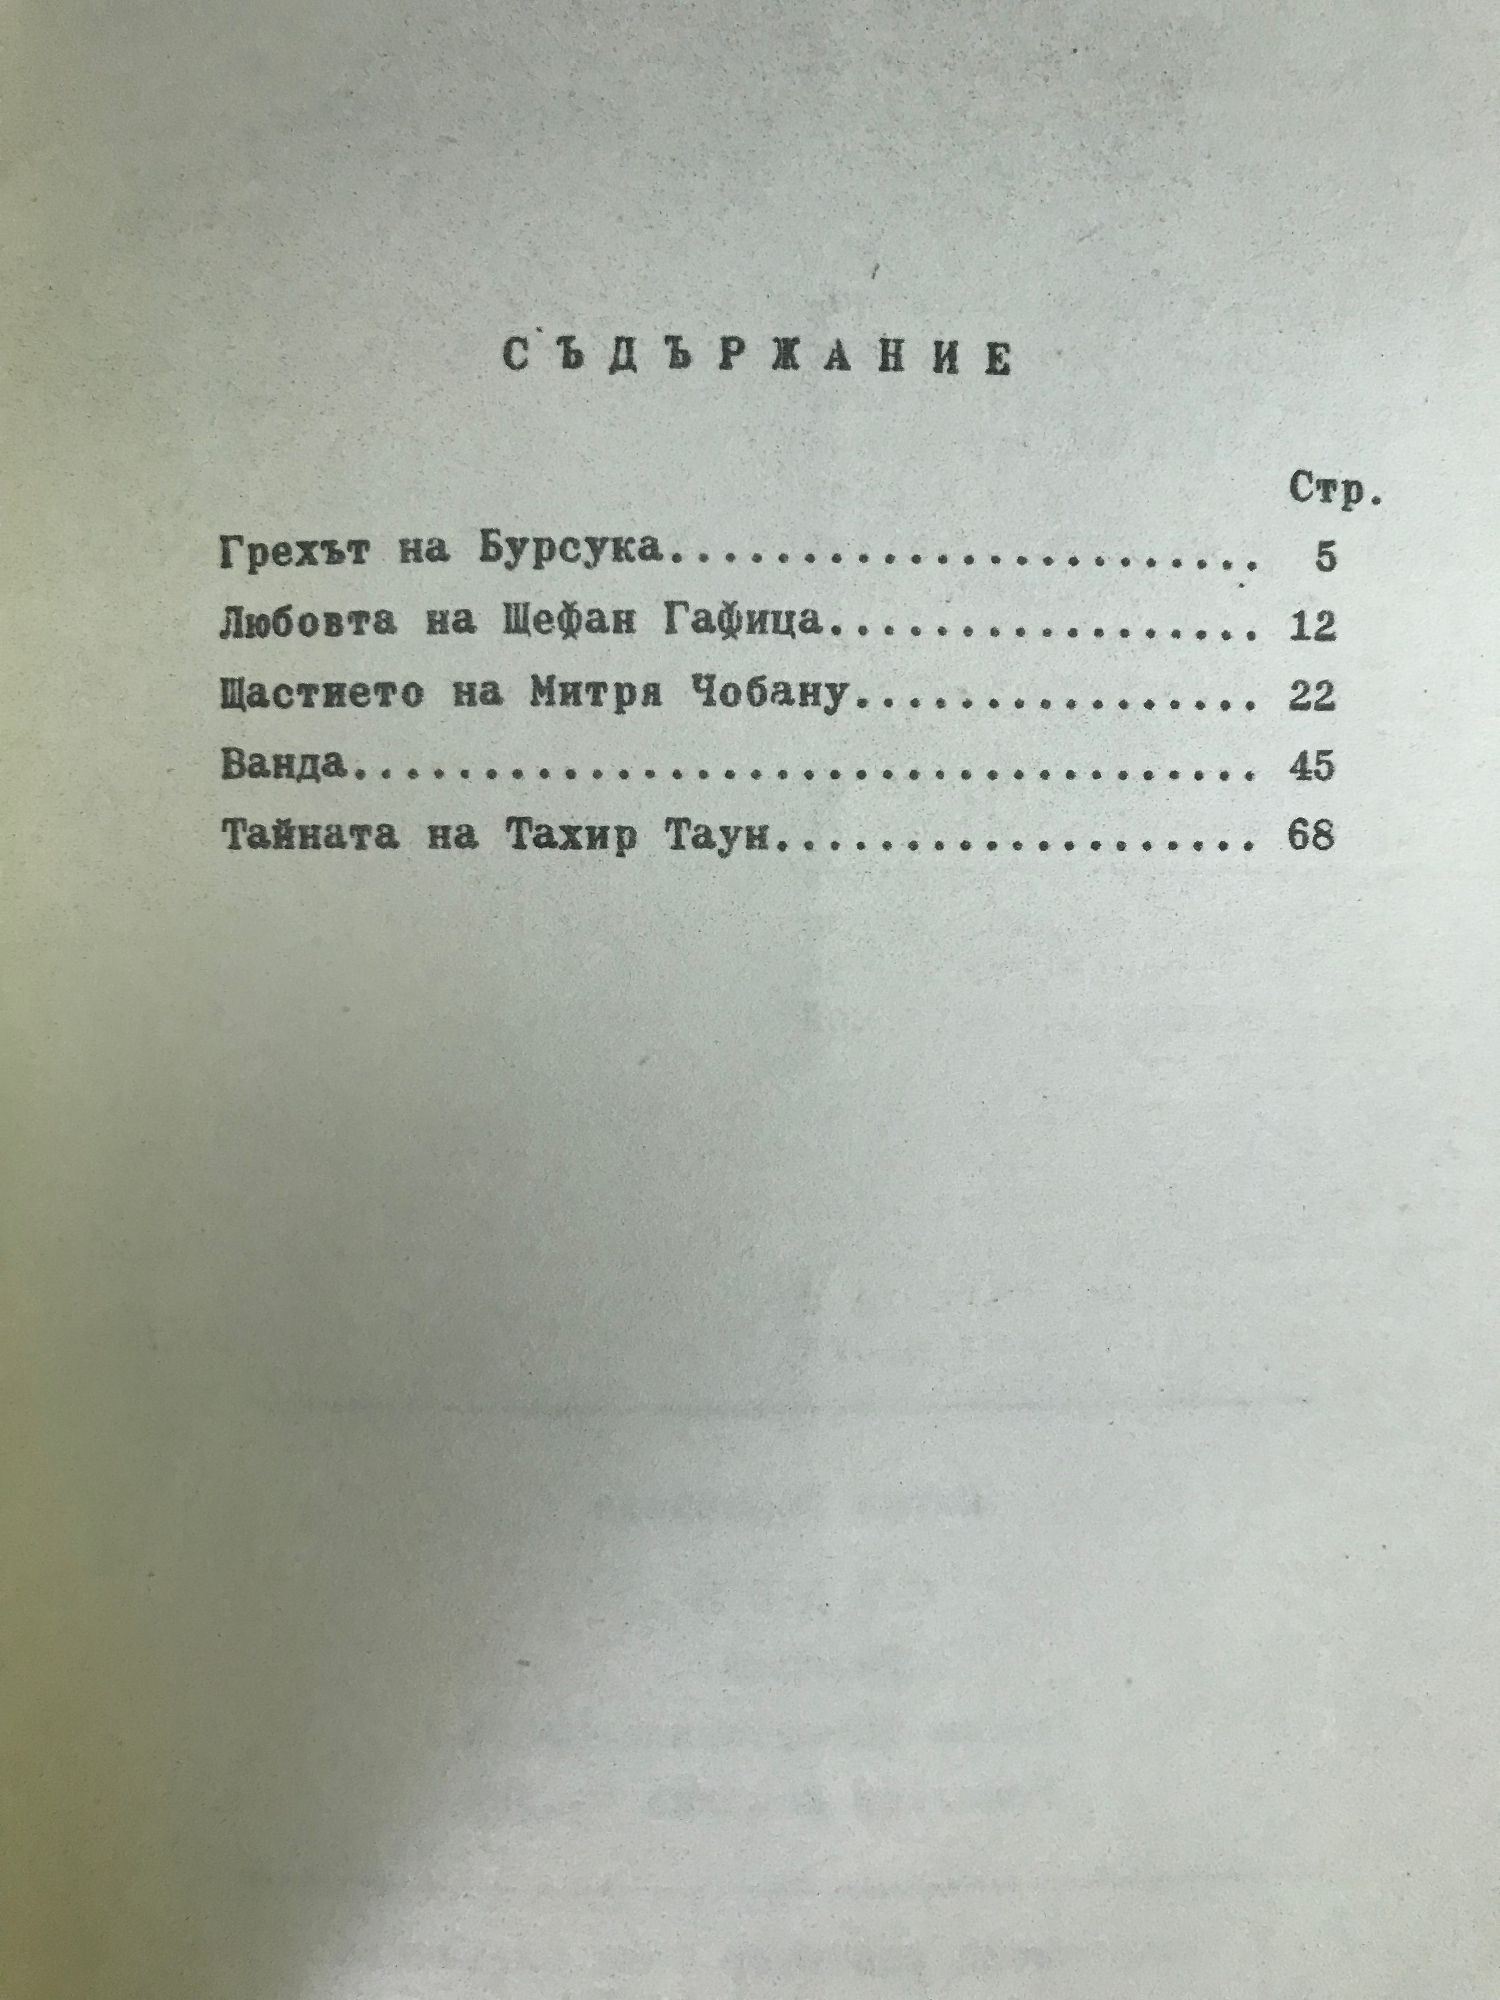 СЪДЪРЖАНИЕ
Стр.
Грехът на Бурсука........................ 5
Любовта на Щефан Гафица................. 12
Щастието на Митря Чобану................ 22
Ванда................................... 45
Тайната на Тахир Таун................... 68